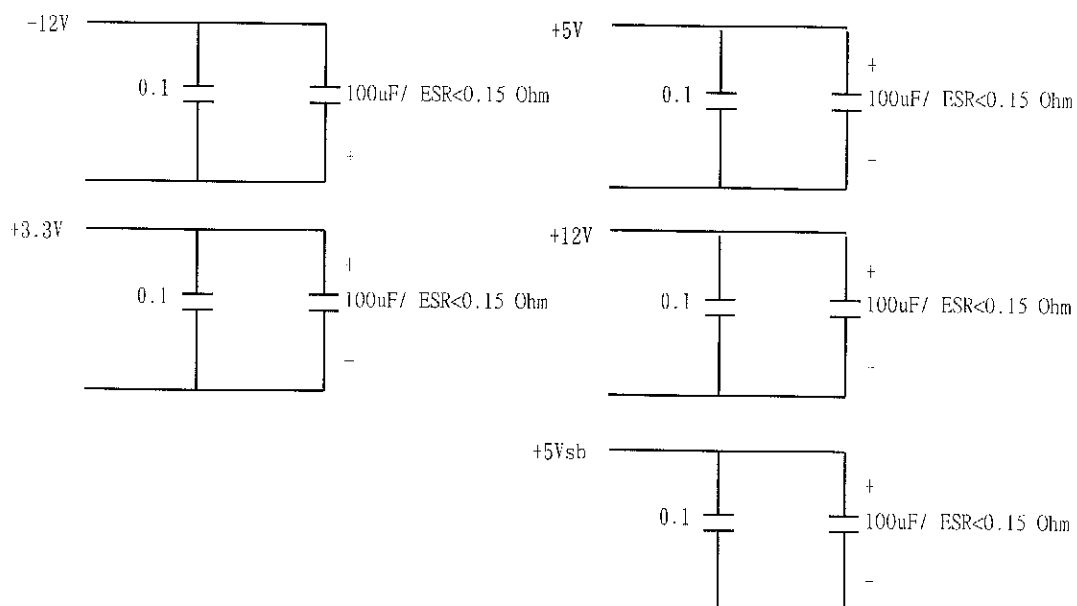 -12V
0.1
100uF/ ESR<0.15 Ohm
+
+5V
+
0.1
100uF/ ESR<0.15 Ohm
-
+3.3V
+
0.1
100uF/ ESR<0.15 Ohm
-
+12V
+
0.1
100uF/ ESR<0.15 Ohm
-
+5Vsb
+
0.1
100uF/ ESR<0.15 Ohm
-